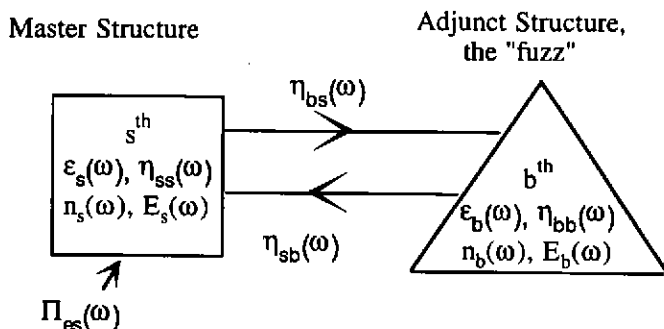 Master Structure
Adjunct Structure,
the "fuzz"
η_bs(ω)
s^th
ε_s(ω), η_ss(ω)
n_s(ω), E_s(ω)
b^th
ε_b(ω), η_bb(ω)
n_b(ω), E_b(ω)
η_sb(ω)
Π_es(ω)